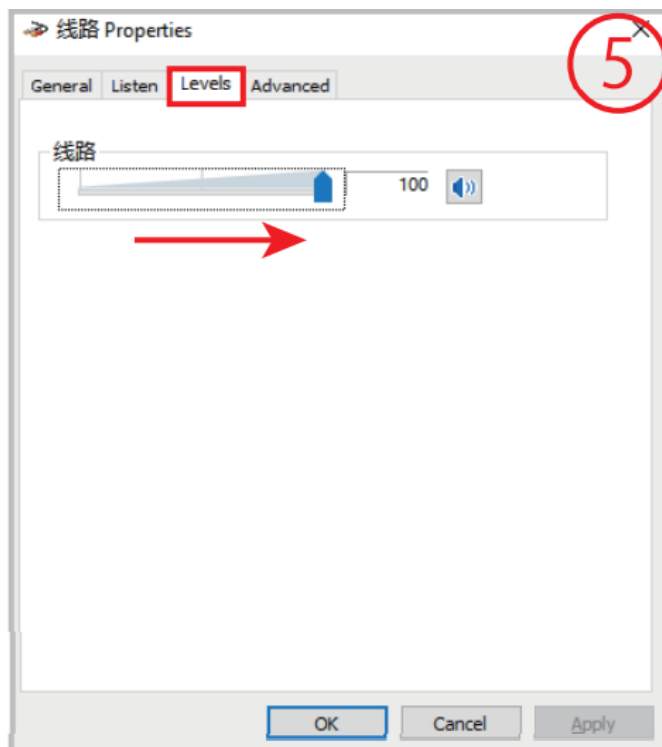 线路 Properties
5
General Listen Levels Advanced
线路
100
OK Cancel Apply